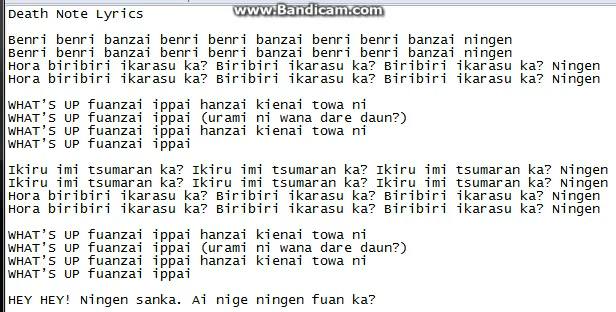 www.Bandicam.com
Death Note Lyrics
Benri benri banzai benri benri banzai benri benri banzai ningen
Benri benri banzai benri benri banzai benri benri banzai ningen
Hora biribiri ikarasu ka? Biribiri ikarasu ka? Biribiri ikarasu ka? Ningen
Hora biribiri ikarasu ka? Biribiri ikarasu ka? Biribiri ikarasu ka? Ningen
WHAT'S UP fuanzai ippai hanzai kienai towa ni
WHAT'S UP fuanzai ippai (urami ni wana dare daun?)
WHAT'S UP fuanzai ippai hanzai kienai towa ni
WHAT'S UP fuanzai ippai
Ikiru imi tsumaran ka? Ikiru imi tsumaran ka? Ikiru imi tsumaran ka? Ningen
Ikiru imi tsumaran ka? Ikiru imi tsumaran ka? Ikiru imi tsumaran ka? Ningen
Hora biribiri ikarasu ka? Biribiri ikarasu ka? Biribiri ikarasu ka? Ningen
Hora biribiri ikarasu ka? Biribiri ikarasu ka? Biribiri ikarasu ka? Ningen
WHAT'S UP fuanzai ippai hanzai kienai towa ni
WHAT'S UP fuanzai ippai (urami ni wana dare daun?)
WHAT'S UP fuanzai ippai hanzai kienai towa ni
WHAT'S UP fuanzai ippai
HEY HEY! Ningen sanka. Ai nige ningen fuan ka?